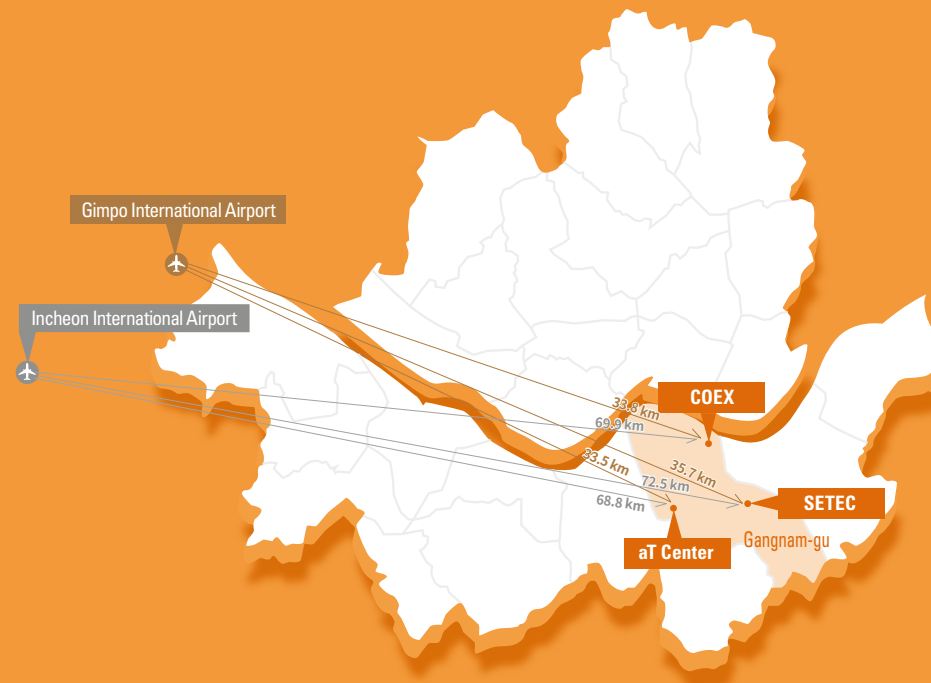 Gimpo International Airport
Incheon International Airport
COEX
33.8 km
69.9 km
33.5 km
35.7 km
72.5 km
68.8 km
SETEC
aT Center
Gangnam-gu